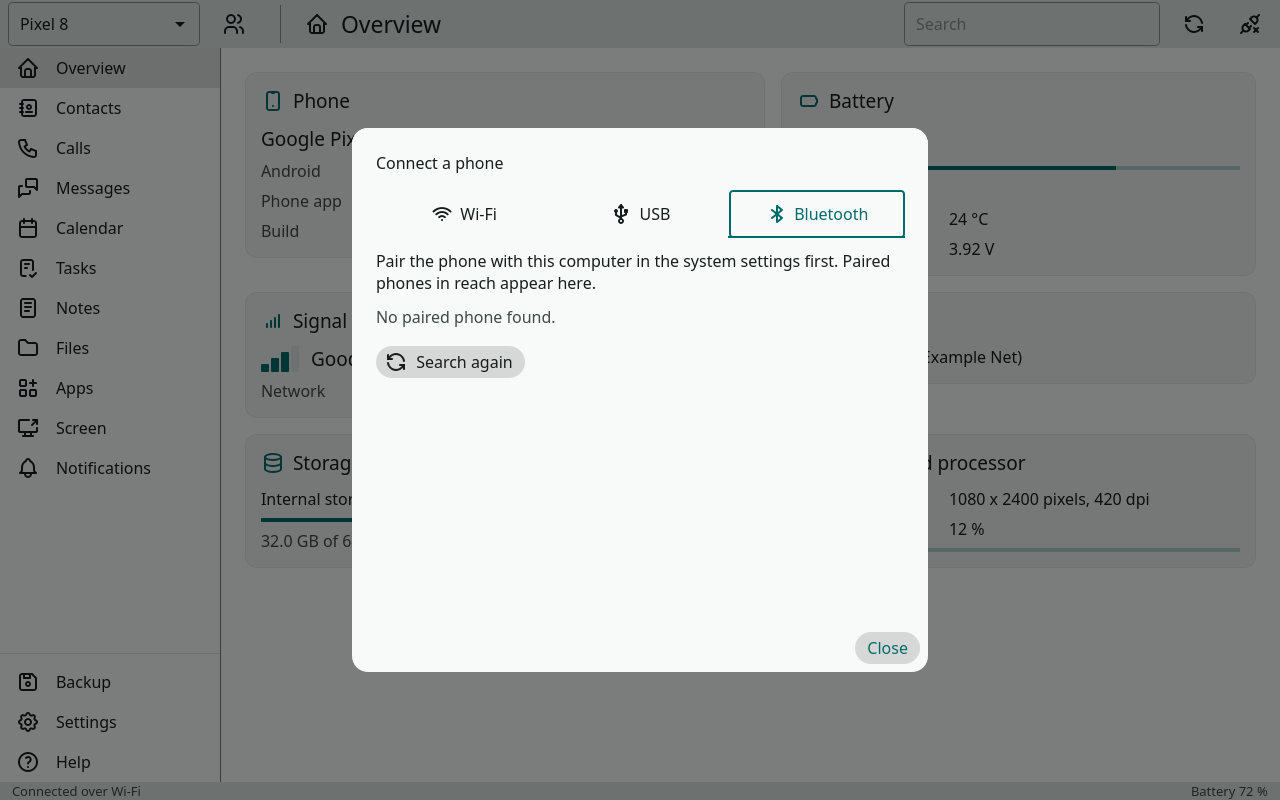 Pixel 8
Overview
Search
Overview
Contacts
Calls
Messages
Calendar
Tasks
Notes
Files
Apps
Screen
Notifications
Backup
Settings
Help
Phone
Google Pix
Android
Phone app
Build
Battery
24 °C
3.92 V
Signal
Good
Network
Example Net)
Storag
Internal stor
32.0 GB of 6
d processor
1080 x 2400 pixels, 420 dpi
12 %
Connect a phone
Wi-Fi
USB
Bluetooth
Pair the phone with this computer in the system settings first. Paired
phones in reach appear here.
No paired phone found.
Search again
Close
Connected over Wi-Fi
Battery 72 %